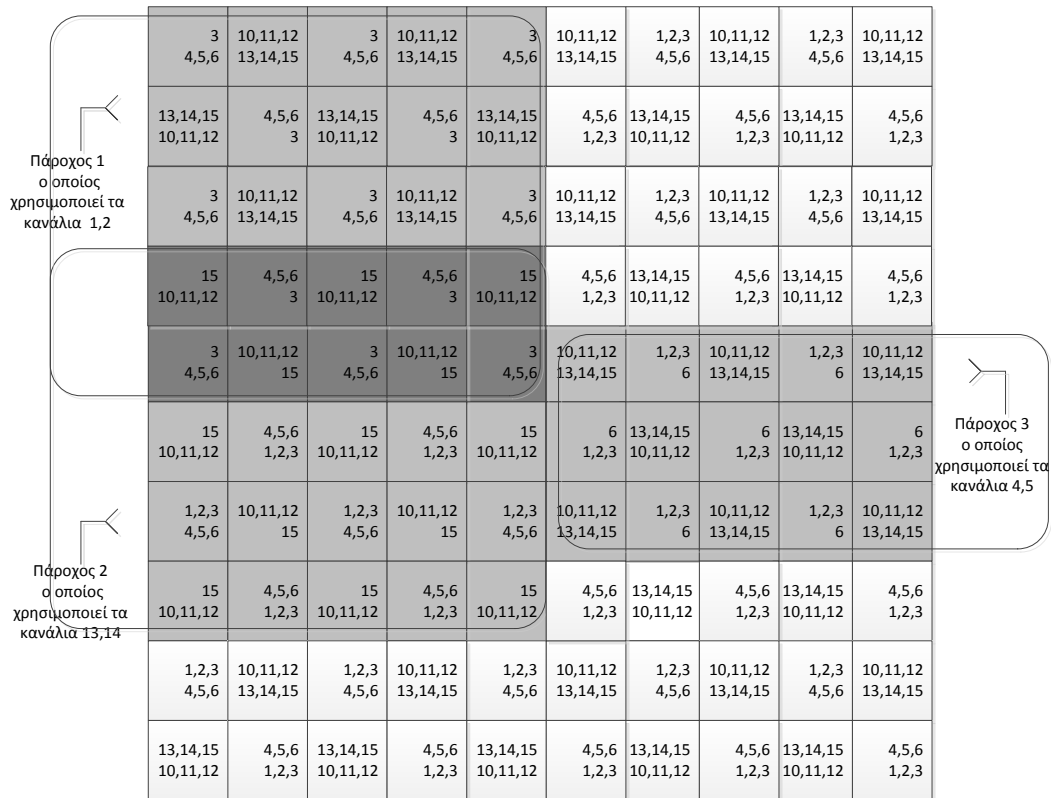 3 10,11,12 3 10,11,12 3 10,11,12 1,2,3 10,11,12 1,2,3 10,11,12
4,5,6 13,14,15 4,5,6 13,14,15 4,5,6 13,14,15 4,5,6 13,14,15 4,5,6 13,14,15
13,14,15 4,5,6 13,14,15 4,5,6 13,14,15 4,5,6 13,14,15 4,5,6 13,14,15 4,5,6
10,11,12 3 10,11,12 3 10,11,12 1,2,3 10,11,12 1,2,3 10,11,12 1,2,3
Πάροχος 1
ο οποίος
χρησιμοποιεί τα
κανάλια 1,2
3 10,11,12 3 10,11,12 3 10,11,12 1,2,3 10,11,12 1,2,3 10,11,12
4,5,6 13,14,15 4,5,6 13,14,15 4,5,6 13,14,15 4,5,6 13,14,15 4,5,6 13,14,15
15 4,5,6 15 4,5,6 15 4,5,6 13,14,15 4,5,6 13,14,15 4,5,6
10,11,12 3 10,11,12 3 10,11,12 1,2,3 10,11,12 1,2,3 10,11,12 1,2,3
3 10,11,12 3 10,11,12 3 10,11,12 1,2,3 10,11,12 1,2,3 10,11,12
4,5,6 15 4,5,6 15 4,5,6 13,14,15 6 13,14,15 6 13,14,15
15 4,5,6 15 4,5,6 15 6 13,14,15 6 13,14,15 6
10,11,12 1,2,3 10,11,12 1,2,3 10,11,12 1,2,3 10,11,12 1,2,3 10,11,12 1,2,3
Πάροχος 3
ο οποίος
χρησιμοποιεί τα
κανάλια 4,5
1,2,3 10,11,12 1,2,3 10,11,12 1,2,3 10,11,12 1,2,3 10,11,12 1,2,3 10,11,12
4,5,6 15 4,5,6 15 4,5,6 13,14,15 6 13,14,15 6 13,14,15
Πάροχος 2
ο οποίος
χρησιμοποιεί τα
κανάλια 13,14
15 4,5,6 15 4,5,6 15 4,5,6 13,14,15 4,5,6 13,14,15 4,5,6
10,11,12 1,2,3 10,11,12 1,2,3 10,11,12 1,2,3 10,11,12 1,2,3 10,11,12 1,2,3
1,2,3 10,11,12 1,2,3 10,11,12 1,2,3 10,11,12 1,2,3 10,11,12 1,2,3 10,11,12
4,5,6 13,14,15 4,5,6 13,14,15 4,5,6 13,14,15 4,5,6 13,14,15 4,5,6 13,14,15
13,14,15 4,5,6 13,14,15 4,5,6 13,14,15 4,5,6 13,14,15 4,5,6 13,14,15 4,5,6
10,11,12 1,2,3 10,11,12 1,2,3 10,11,12 1,2,3 10,11,12 1,2,3 10,11,12 1,2,3